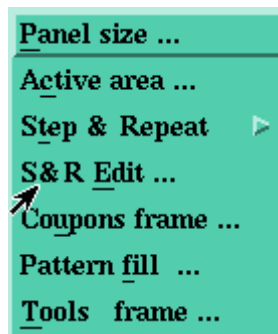 Panel size ...
Active area ...
Step & Repeat
S&R Edit ...
Coupons frame ...
Pattern fill ...
Tools frame ...